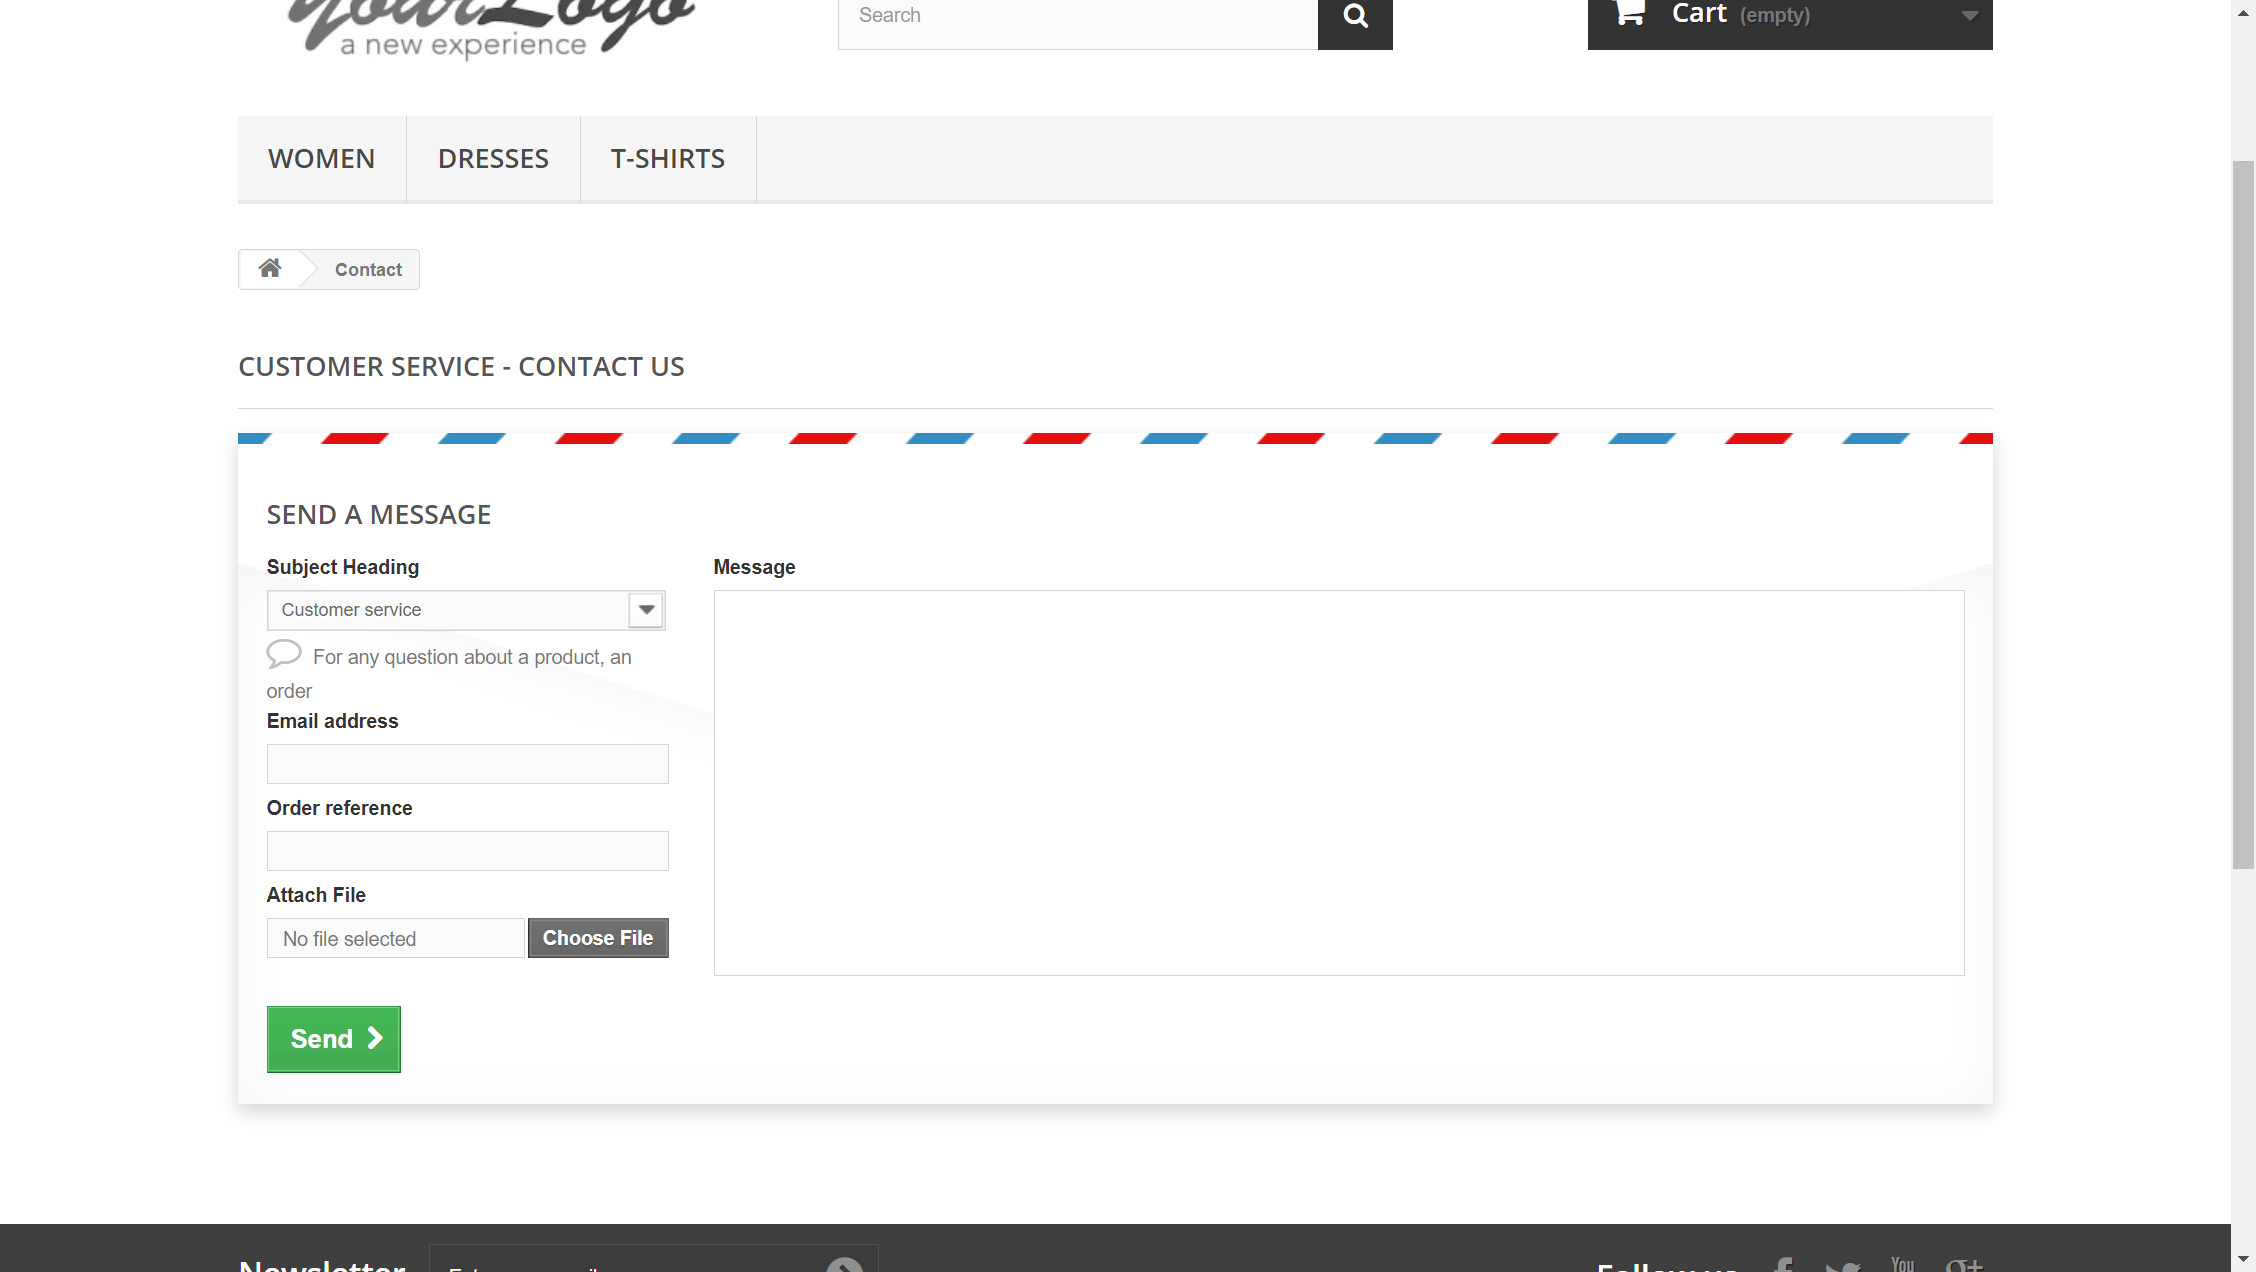 yourLogo
a new experience
Search
Cart (empty)
WOMEN DRESSES T-SHIRTS
Contact
CUSTOMER SERVICE - CONTACT US
SEND A MESSAGE
Subject Heading
Customer service
For any question about a product, an
order
Email address
Order reference
Attach File
No file selected Choose File
Send
Message
Newsletter
Follow us
You
g+